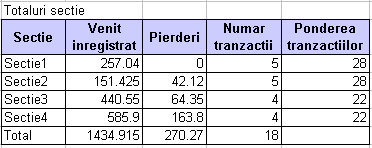 Totaluri sectie
Sectie Venit inregistrat Pierderi Numar tranzactii Ponderea tranzactiilor
Sectie1 257.04 0 5 28
Sectie2 151.425 42.12 5 28
Sectie3 440.55 64.35 4 22
Sectie4 585.9 163.8 4 22
Total 1434.915 270.27 18